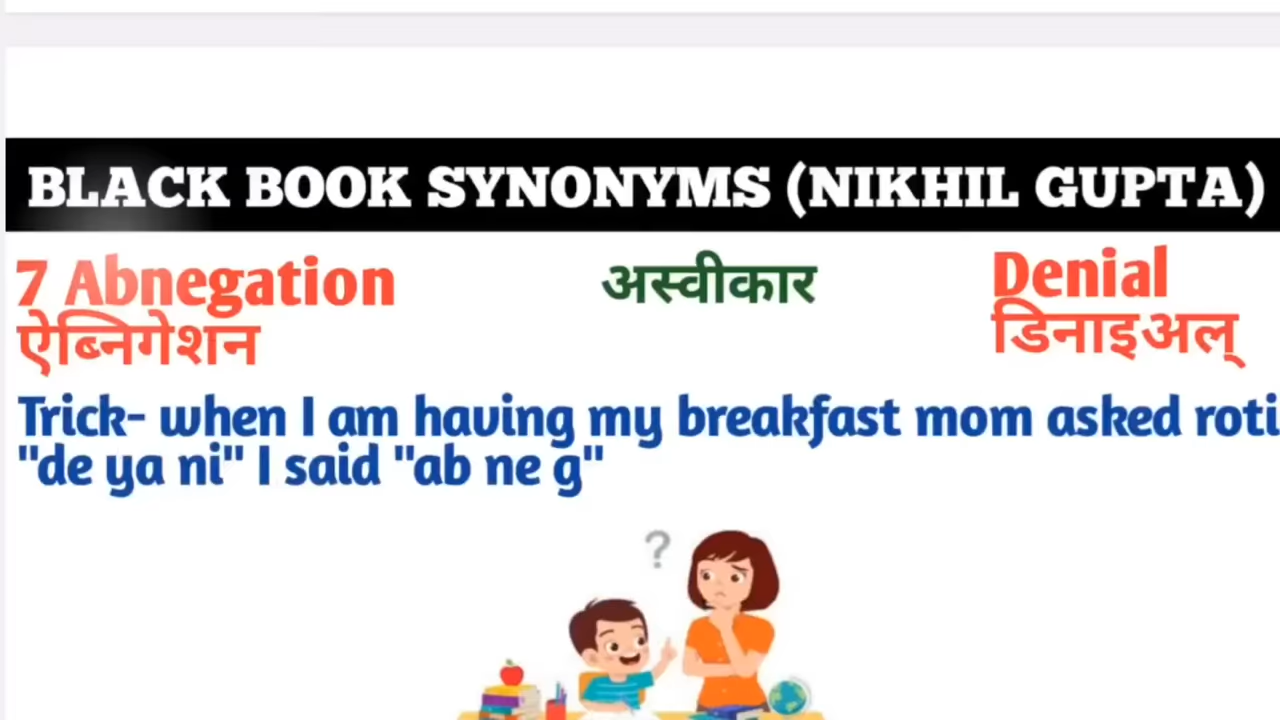 BLACK BOOK SYNONYMS (NIKHIL GUPTA)
7 Abnegation अस्वीकार Denial
ऐब्निगेशन डिनाइअल्
Trick- when I am having my breakfast mom asked roti
"de ya ni" I said "ab ne g"
?